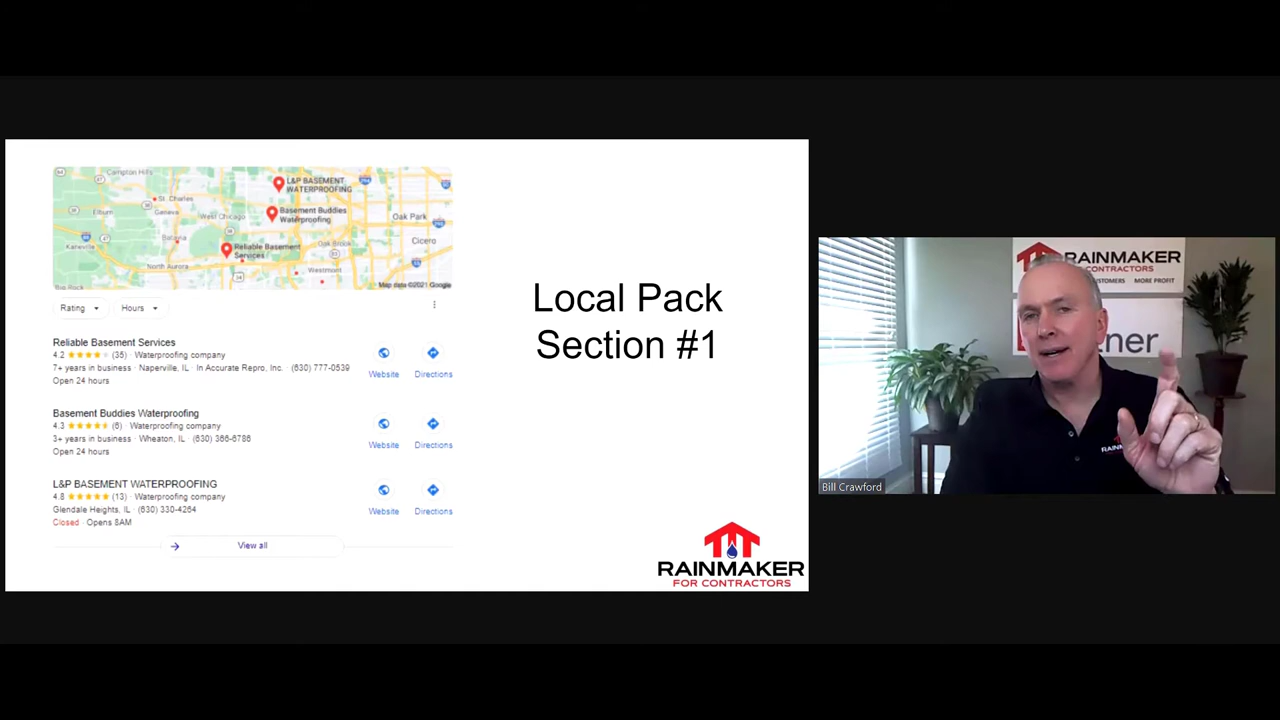 Campton Hills
St. Charles
Elburn
Geneva
West Chicago
Kaneville
Batavia
North Aurora
L&P BASEMENT
WATERPROOFING
Basement Buddies
Waterproofing
Reliable Basement
Services
Oak Park
Cicero
Oak Brook
Westmont
Map data ©2021 Google
Rating
Hours
Reliable Basement Services
4.2 (35) · Waterproofing company
7+ years in business · Naperville, IL · In Accurate Repro, Inc. · (630) 777-0539
Open 24 hours
Website
Directions
Basement Buddies Waterproofing
4.3 (6) · Waterproofing company
3+ years in business · Wheaton, IL · (630) 366-6786
Open 24 hours
Website
Directions
L&P BASEMENT WATERPROOFING
4.8 (13) · Waterproofing company
Glendale Heights, IL · (630) 330-4264
Closed · Opens 8AM
Website
Directions
View all
Local Pack
Section #1
RAINMAKER
FOR CONTRACTORS
RAINMAKER
CONTRACTORS
MORE PROFIT
Bill Crawford